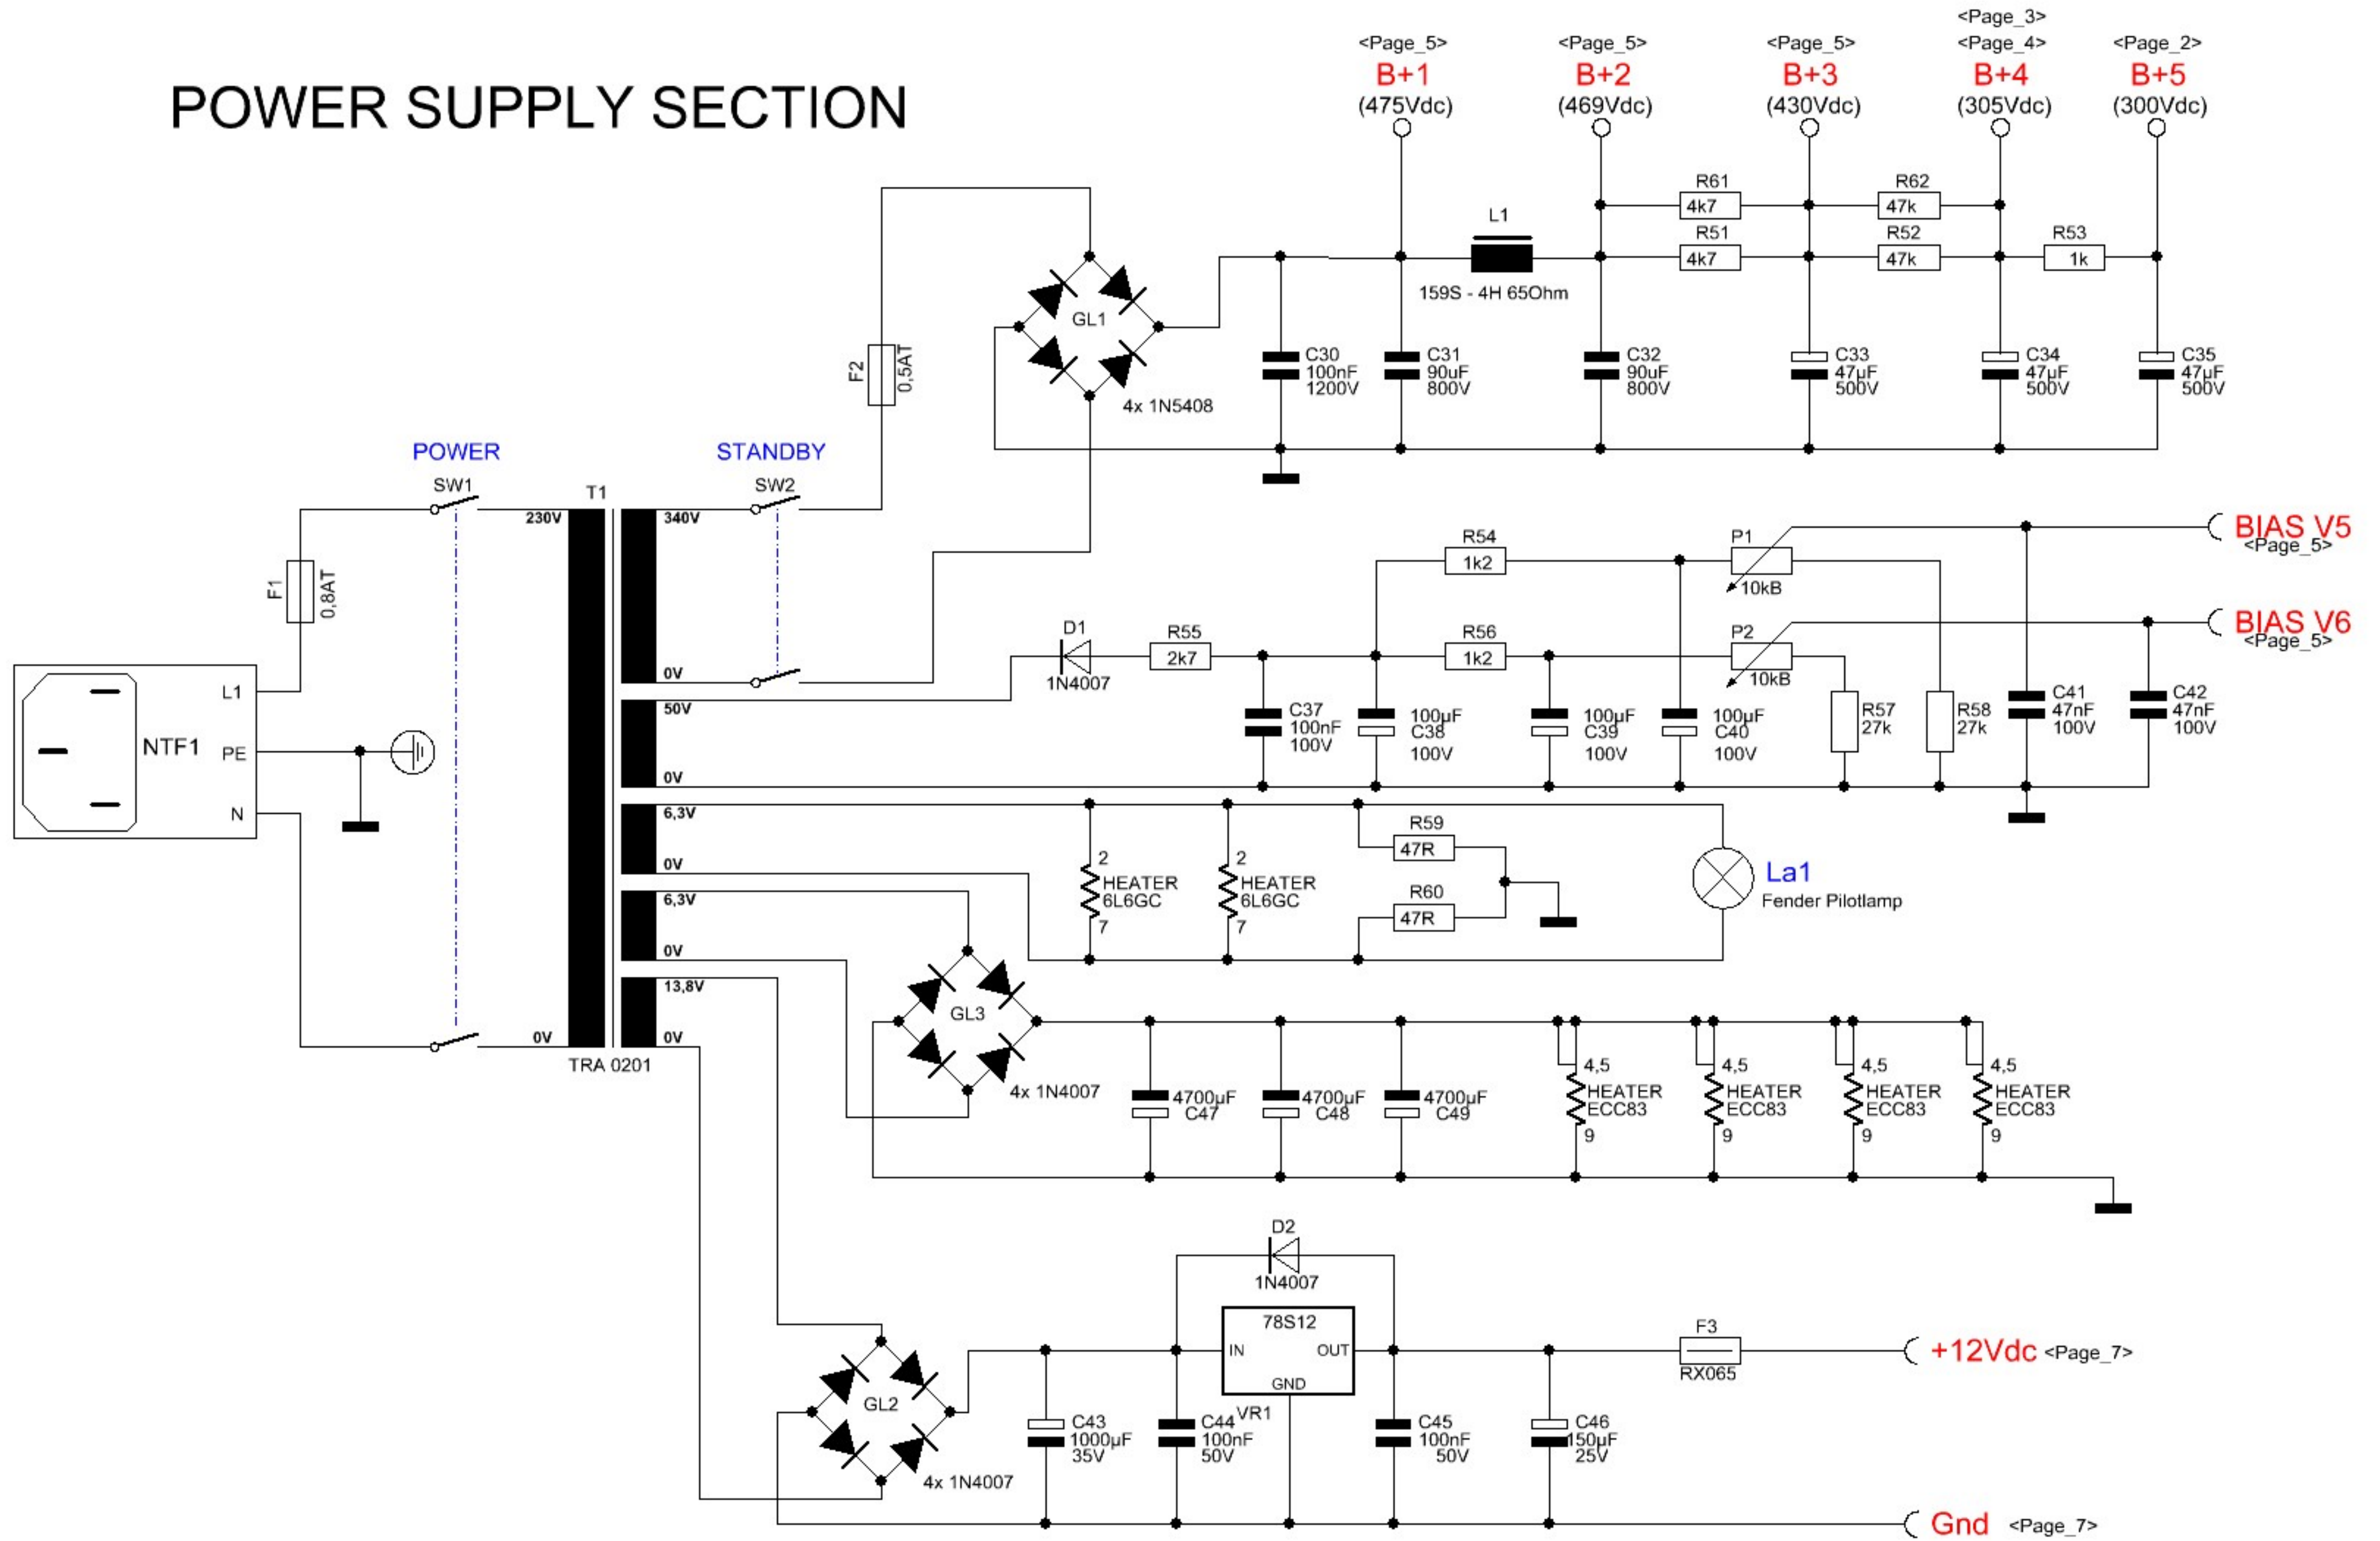 POWER SUPPLY SECTION
<Page_5>
B+1
(475Vdc)
<Page_5>
B+2
(469Vdc)
<Page_5>
B+3
(430Vdc)
<Page_3>
<Page_4>
B+4
(305Vdc)
<Page_2>
B+5
(300Vdc)
R61
4k7
R62
47k
L1
159S - 4H 65Ohm
R51
4k7
R52
47k
R53
1k
GL1
4x 1N5408
F2
0,5AT
C30
100nF
1200V
C31
90uF
800V
C32
90uF
800V
C33
47µF
500V
C34
47µF
500V
C35
47µF
500V
POWER
SW1
STANDBY
SW2
T1
230V
340V
0V
50V
0V
6,3V
0V
6,3V
0V
13,8V
0V
0V
TRA 0201
F1
0,8AT
NTF1
L1
PE
N
R54
1k2
P1
10kB
BIAS V5
<Page_5>
D1
1N4007
R55
2k7
R56
1k2
P2
10kB
BIAS V6
<Page_5>
C37
100nF
100V
100µF
C38
100V
100µF
C39
100V
100µF
C40
100V
R57
27k
R58
27k
C41
47nF
100V
C42
47nF
100V
2
HEATER
6L6GC
7
2
HEATER
6L6GC
7
R59
47R
R60
47R
La1
Fender Pilotlamp
GL3
4x 1N4007
4700µF
C47
4700µF
C48
4700µF
C49
4,5
HEATER
ECC83
9
4,5
HEATER
ECC83
9
4,5
HEATER
ECC83
9
4,5
HEATER
ECC83
9
D2
1N4007
78S12
IN
OUT
GND
VR1
F3
RX065
+12Vdc <Page_7>
GL2
4x 1N4007
C43
1000µF
35V
C44
100nF
50V
C45
100nF
50V
C46
150µF
25V
Gnd <Page_7>